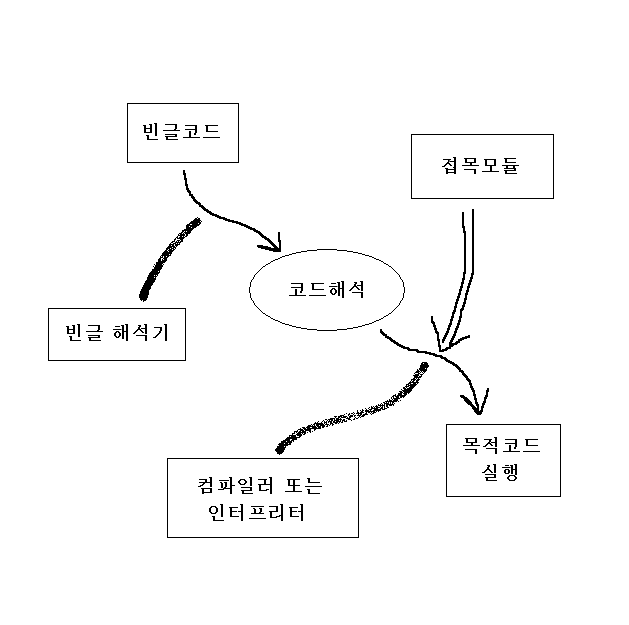 빈글코드
접목모듈
코드해석
빈글 해석기
목적코드
실행
컴파일러 또는
인터프리터